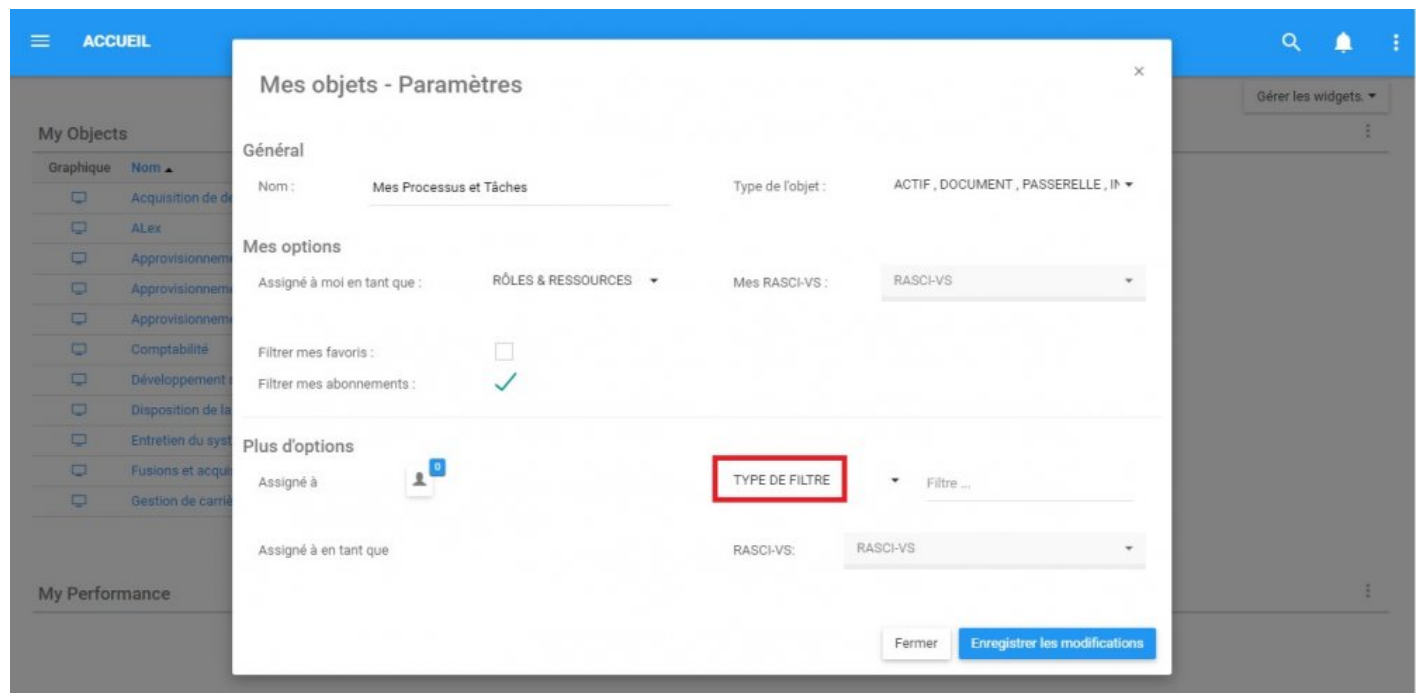 ACCUEIL
Mes objets - Paramètres
×
Gérer les widgets.
My Objects
Général
Graphique Nom
Nom : Mes Processus et Tâches Type de l'objet : ACTIF , DOCUMENT , PASSERELLE , IN
Acquisition de de
ALex
Mes options
Approvisionneme
Assigné à moi en tant que : RÔLES & RESSOURCES Mes RASCI-VS : RASCI-VS
Approvisionneme
Approvisionneme
Comptabilité
Filtrer mes favoris :
Développement
Filtrer mes abonnements :
Disposition de la
Entretien du syst
Plus d'options
Fusions et acquis
0
Assigné à TYPE DE FILTRE Filtre ...
Gestion de carriè
Assigné à en tant que RASCI-VS: RASCI-VS
My Performance
Fermer Enregistrer les modifications